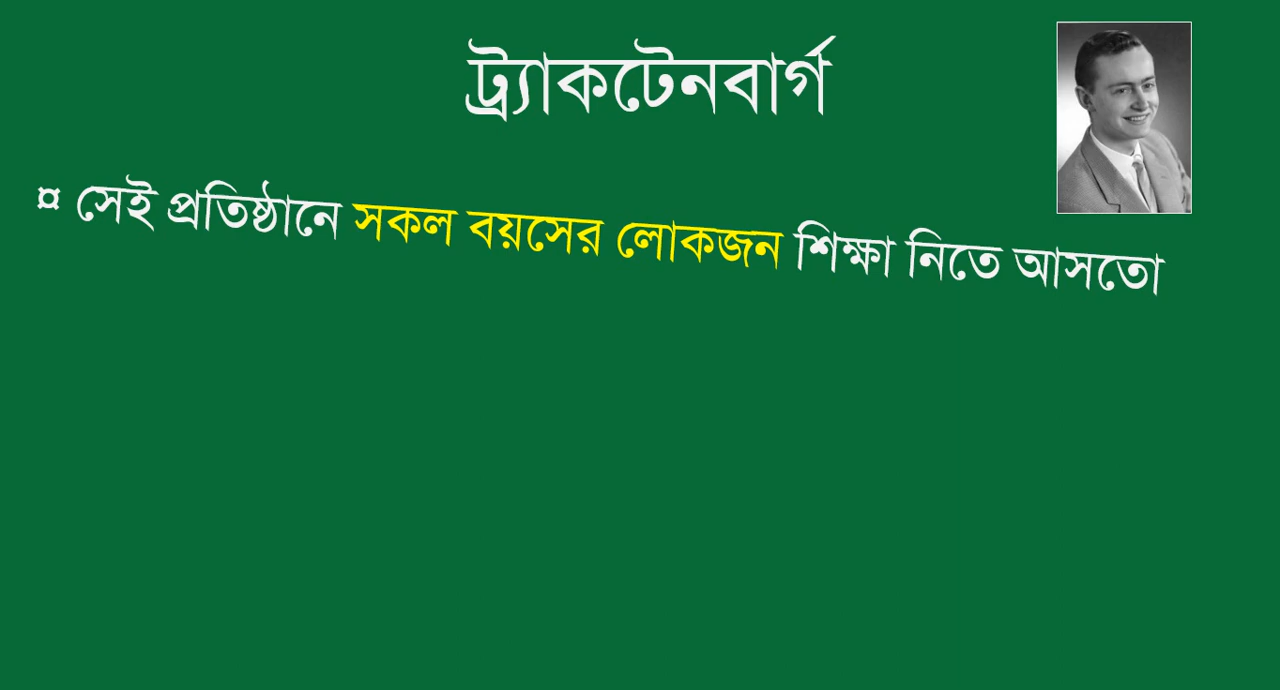 ট্র্যাকটেনবার্গ
¤ সেই প্রতিষ্ঠানে সকল বয়সের লোকজন শিক্ষা নিতে আসতো